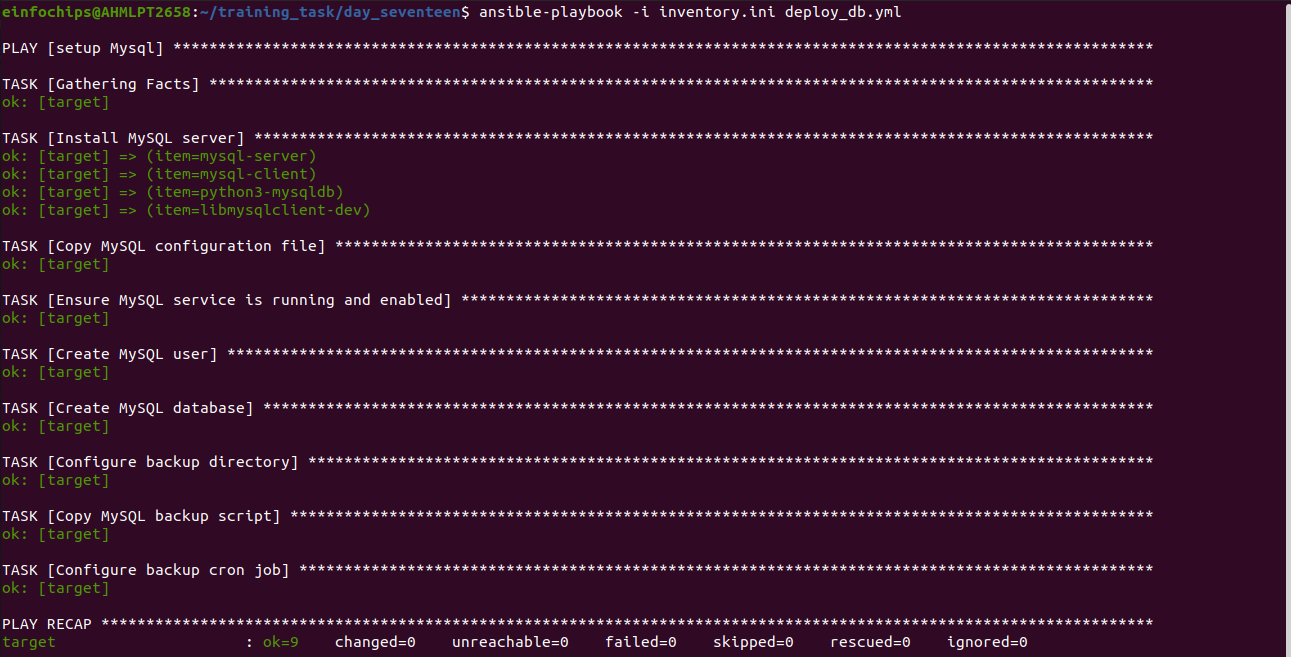 einfochips@AHMLPT2658:~/training_task/day_seventeen$ ansible-playbook -i inventory.ini deploy_db.yml
PLAY [setup Mysql] *************************************************************************************************************
TASK [Gathering Facts] *********************************************************************************************************
ok: [target]
TASK [Install MySQL server] ****************************************************************************************************
ok: [target] => (item=mysql-server)
ok: [target] => (item=mysql-client)
ok: [target] => (item=python3-mysqldb)
ok: [target] => (item=libmysqlclient-dev)
TASK [Copy MySQL configuration file] *******************************************************************************************
ok: [target]
TASK [Ensure MySQL service is running and enabled] *****************************************************************************
ok: [target]
TASK [Create MySQL user] *******************************************************************************************************
ok: [target]
TASK [Create MySQL database] ***************************************************************************************************
ok: [target]
TASK [Configure backup directory] **********************************************************************************************
ok: [target]
TASK [Copy MySQL backup script] ************************************************************************************************
ok: [target]
TASK [Configure backup cron job] ***********************************************************************************************
ok: [target]
PLAY RECAP *********************************************************************************************************************
target                     : ok=9    changed=0    unreachable=0    failed=0    skipped=0    rescued=0    ignored=0